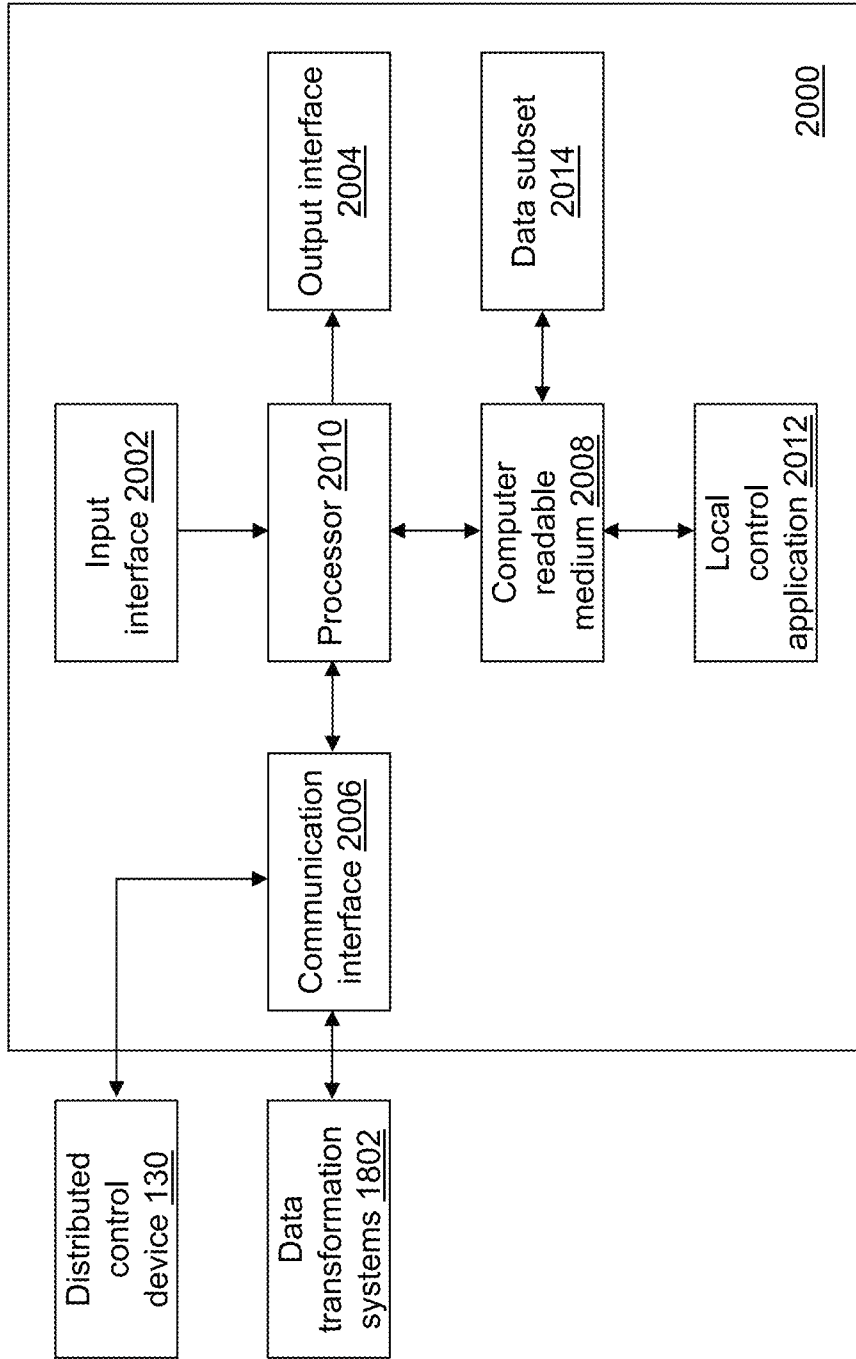 Distributed
control
device 130
Data
transformation
systems 1802
Communication
interface 2006
Input
interface 2002
Processor 2010
Computer
readable
medium 2008
Local
control
application 2012
Output interface
2004
Data subset
2014
2000